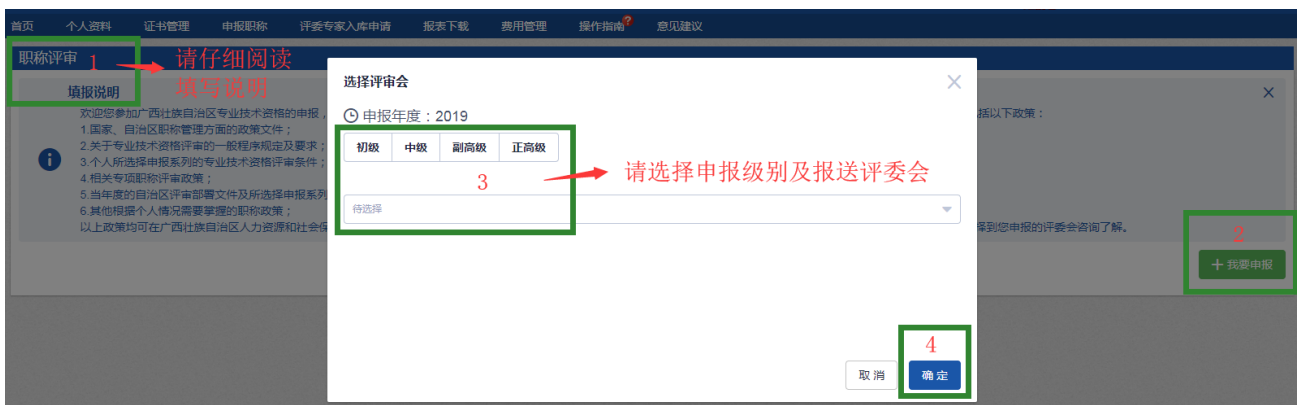 首页 个人资料 证书管理 申报职称 评委专家入库申请 报表下载 费用管理 操作指南? 意见建议
职称评审
1
请仔细阅读
填写说明
填报说明
欢迎您参加广西壮族自治区专业技术资格的申报，
括以下政策：
1.国家、自治区职称管理方面的政策文件；
2.关于专业技术资格评审的一般程序规定及要求；
3.个人所选择申报系列的专业技术资格评审条件；
4.相关专项职称评审政策；
5.当年度的自治区评审部署文件及所选择申报系列
6.其他根据个人情况需要掌握的职称政策；
以上政策均可在广西壮族自治区人力资源和社会保
择到您申报的评委会咨询了解。
选择评审会
申报年度：2019
初级 中级 副高级 正高级
3
请选择申报级别及报送评委会
待选择
2
+ 我要申报
4
取消 确定